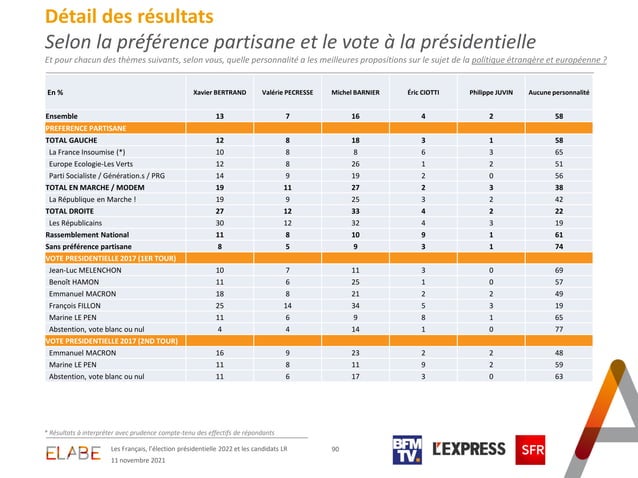 Détail des résultats
Selon la préférence partisane et le vote à la présidentielle
Et pour chacun des thèmes suivants, selon vous, quelle personnalité a les meilleures propositions sur le sujet de la politique étrangère et européenne ?
En % Xavier BERTRAND Valérie PECRESSE Michel BARNIER Éric CIOTTI Philippe JUVIN Aucune personnalité
Ensemble 13 7 16 4 2 58
PREFERENCE PARTISANE
TOTAL GAUCHE 12 8 18 3 1 58
La France Insoumise (*) 10 8 8 6 3 65
Europe Ecologie-Les Verts 12 8 26 1 2 51
Parti Socialiste / Génération.s / PRG 14 9 19 2 0 56
TOTAL EN MARCHE / MODEM 19 11 27 2 3 38
La République en Marche ! 19 9 25 3 2 42
TOTAL DROITE 27 12 33 4 2 22
Les Républicains 30 12 32 4 3 19
Rassemblement National 11 8 10 9 1 61
Sans préférence partisane 8 5 9 3 1 74
VOTE PRESIDENTIELLE 2017 (1ER TOUR)
Jean-Luc MELENCHON 10 7 11 3 0 69
Benoît HAMON 11 6 25 1 0 57
Emmanuel MACRON 18 8 21 2 2 49
François FILLON 25 14 34 5 3 19
Marine LE PEN 11 6 9 8 1 65
Abstention, vote blanc ou nul 4 4 14 1 0 77
VOTE PRESIDENTIELLE 2017 (2ND TOUR)
Emmanuel MACRON 16 9 23 2 2 48
Marine LE PEN 11 8 11 9 2 59
Abstention, vote blanc ou nul 11 6 17 3 0 63
* Résultats à interpréter avec prudence compte-tenu des effectifs de répondants
ELABE
Les Français, l'élection présidentielle 2022 et les candidats LR 90
11 novembre 2021
BFM
TV.
L'EXPRESS
SFR